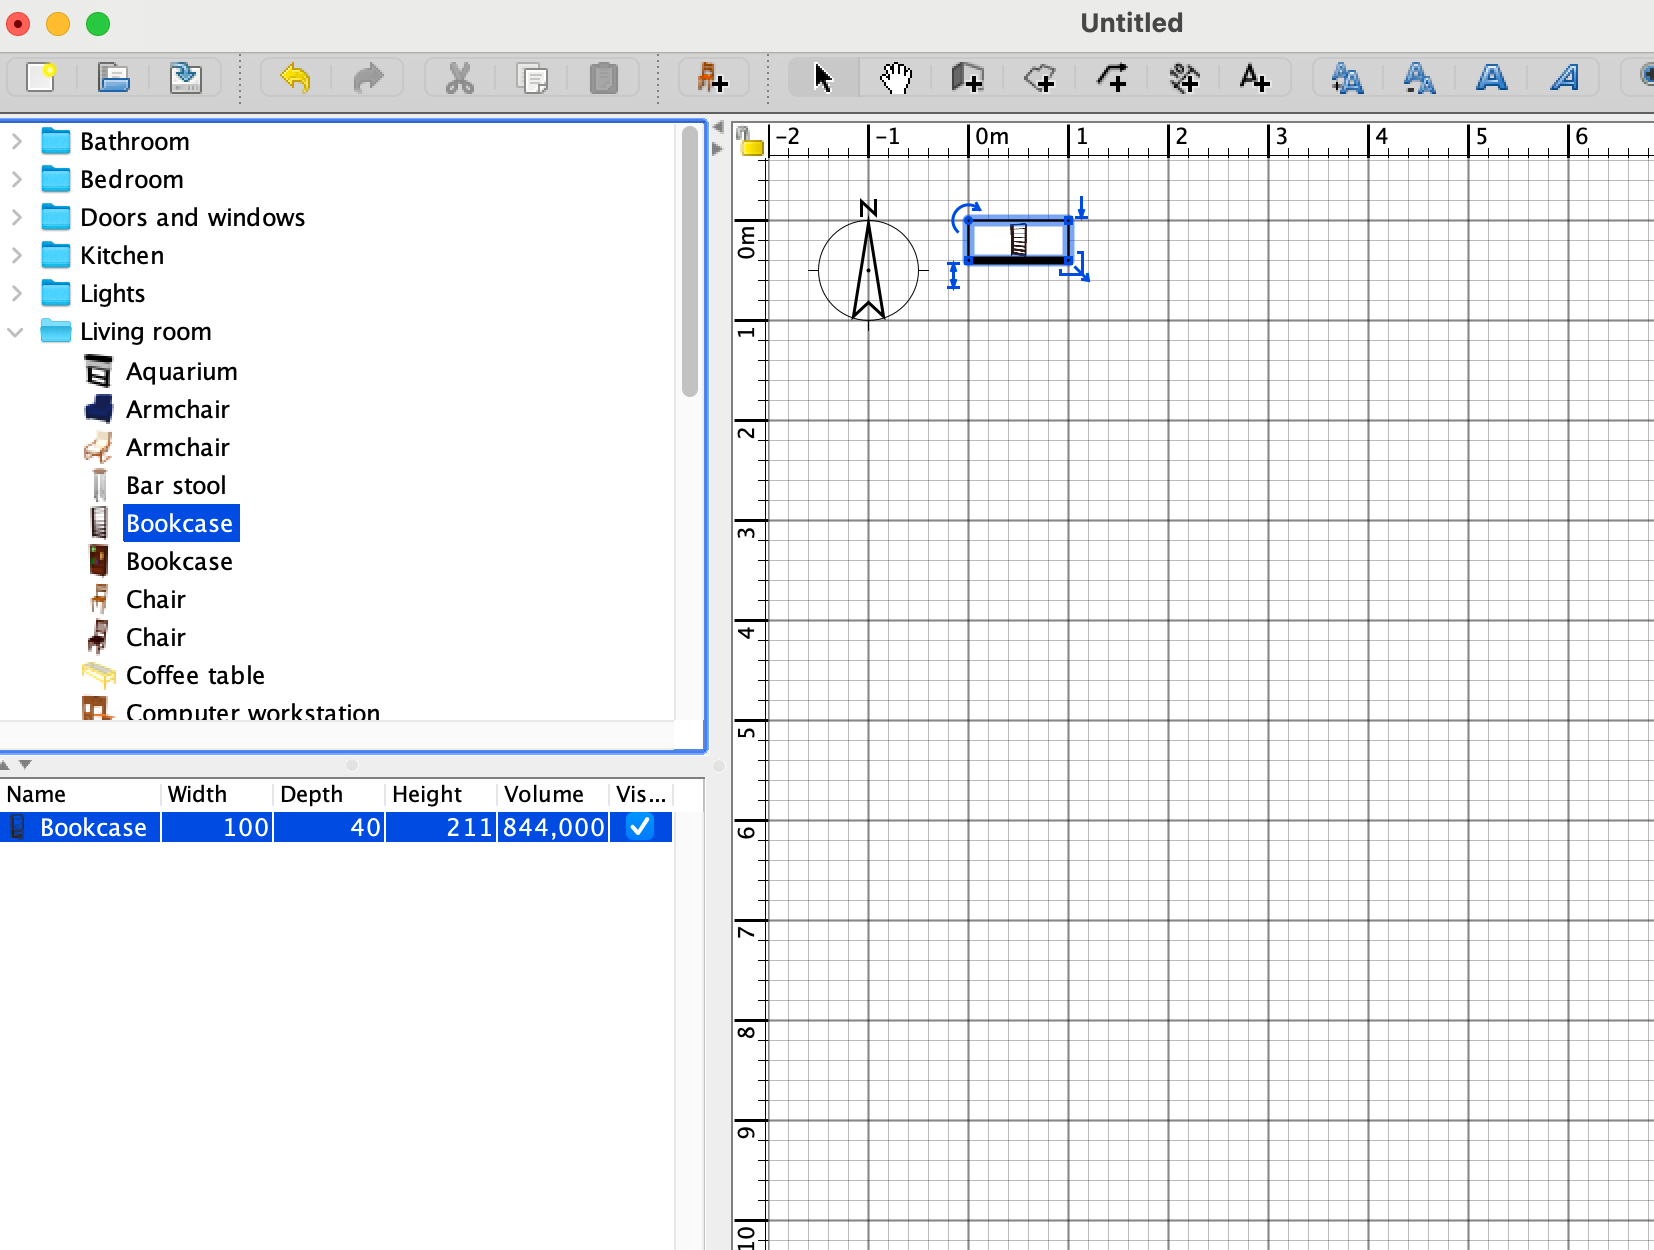 Untitled
Bathroom
Bedroom
Doors and windows
Kitchen
Lights
Living room
Aquarium
Armchair
Armchair
Bar stool
Bookcase
Bookcase
Chair
Chair
Coffee table
Computer workstation
Name Width Depth Height Volume Vis...
Bookcase 100 40 211 844,000
-2 -1 0m 1 2 3 4 5 6
N
0m
1
2
3
4
5
6
7
8
9
10